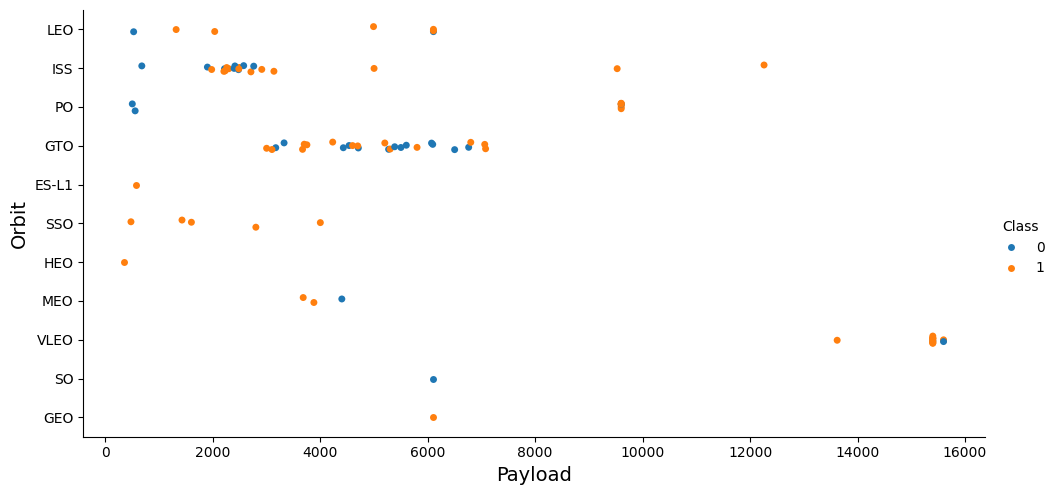 LEO
ISS
PO
GTO
ES-L1
SSO
HEO
MEO
VLEO
SO
GEO
Orbit
0 2000 4000 6000 8000 10000 12000 14000 16000
Payload
Class
0
1